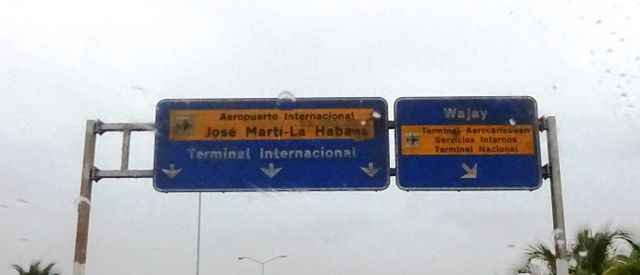 Aeropuerto Internacional
José Martí-La Habana
Terminal Internacional
Wajay
Terminal Aerocaribbean
Servicios Internos
Terminal Nacional